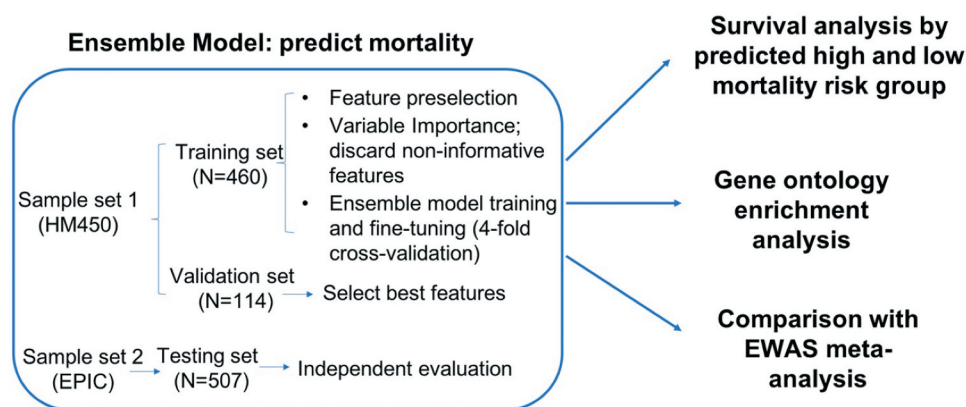 Ensemble Model: predict mortality
Sample set 1
(HM450)
Training set
(N=460)
• Feature preselection
• Variable Importance;
discard non-informative
features
• Ensemble model training
and fine-tuning (4-fold
cross-validation)
Validation set
(N=114)
Select best features
Sample set 2
(EPIC)
Testing set
(N=507)
Independent evaluation
Survival analysis by
predicted high and low
mortality risk group
Gene ontology
enrichment
analysis
Comparison with
EWAS meta-
analysis